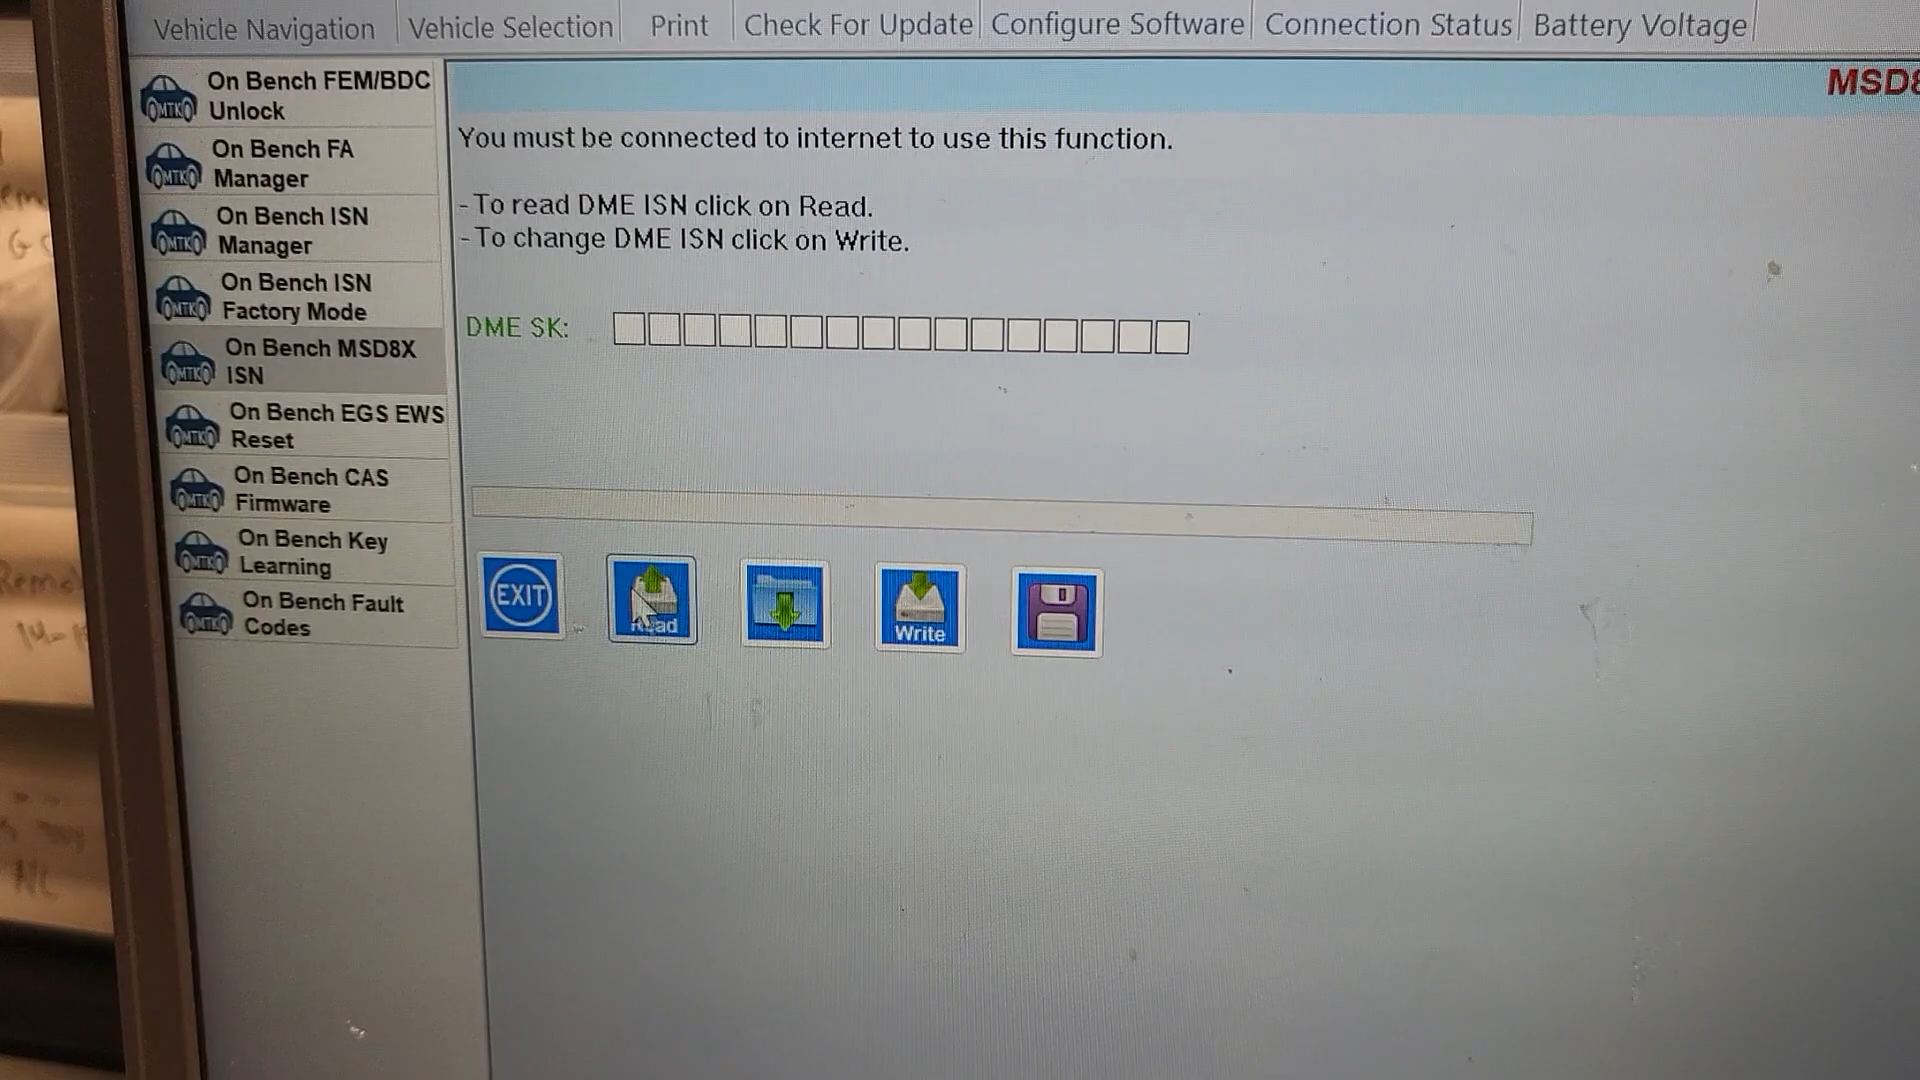 Vehicle Navigation
Vehicle Selection
Print
Check For Update
Configure Software
Connection Status
Battery Voltage
On Bench FEM/BDC
Unlock
On Bench FA
Manager
On Bench ISN
Manager
On Bench ISN
Factory Mode
On Bench MSD8X
ISN
On Bench EGS EWS
Reset
On Bench CAS
Firmware
On Bench Key
Learning
On Bench Fault
Codes
MSD8
You must be connected to internet to use this function.
- To read DME ISN click on Read.
- To change DME ISN click on Write.
DME SK:
EXIT
Read
Write